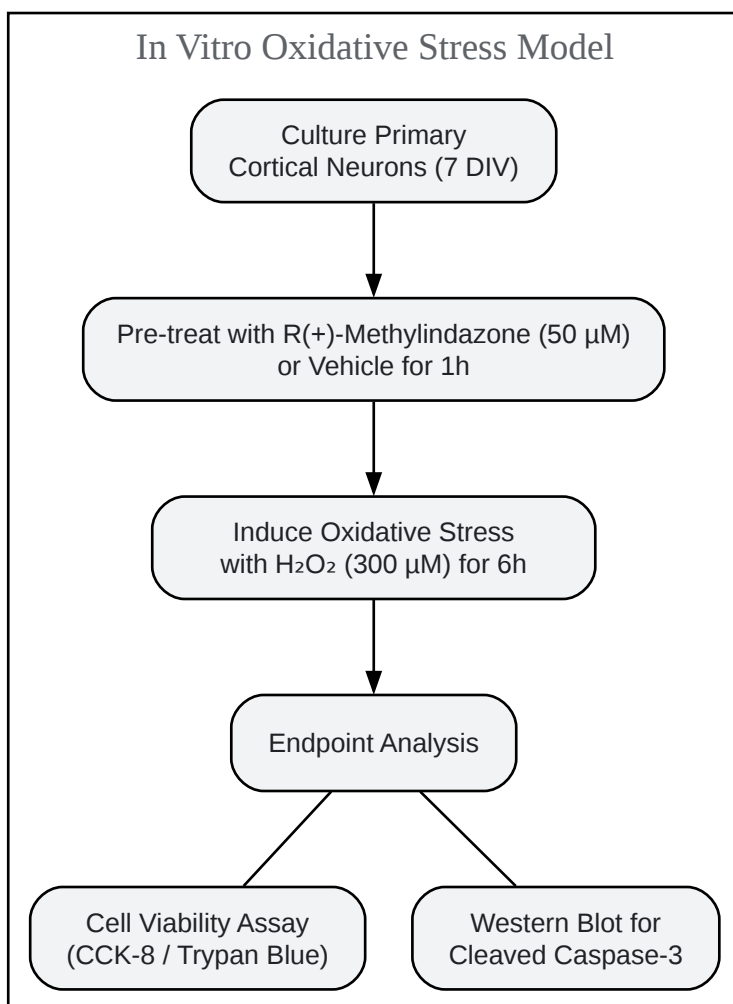 In Vitro Oxidative Stress Model
Culture Primary
Cortical Neurons (7 DIV)
Pre-treat with R(+)-Methylindazone (50 µM)
or Vehicle for 1h
Induce Oxidative Stress
with H₂O₂ (300 µM) for 6h
Endpoint Analysis
Cell Viability Assay
(CCK-8 / Trypan Blue)
Western Blot for
Cleaved Caspase-3